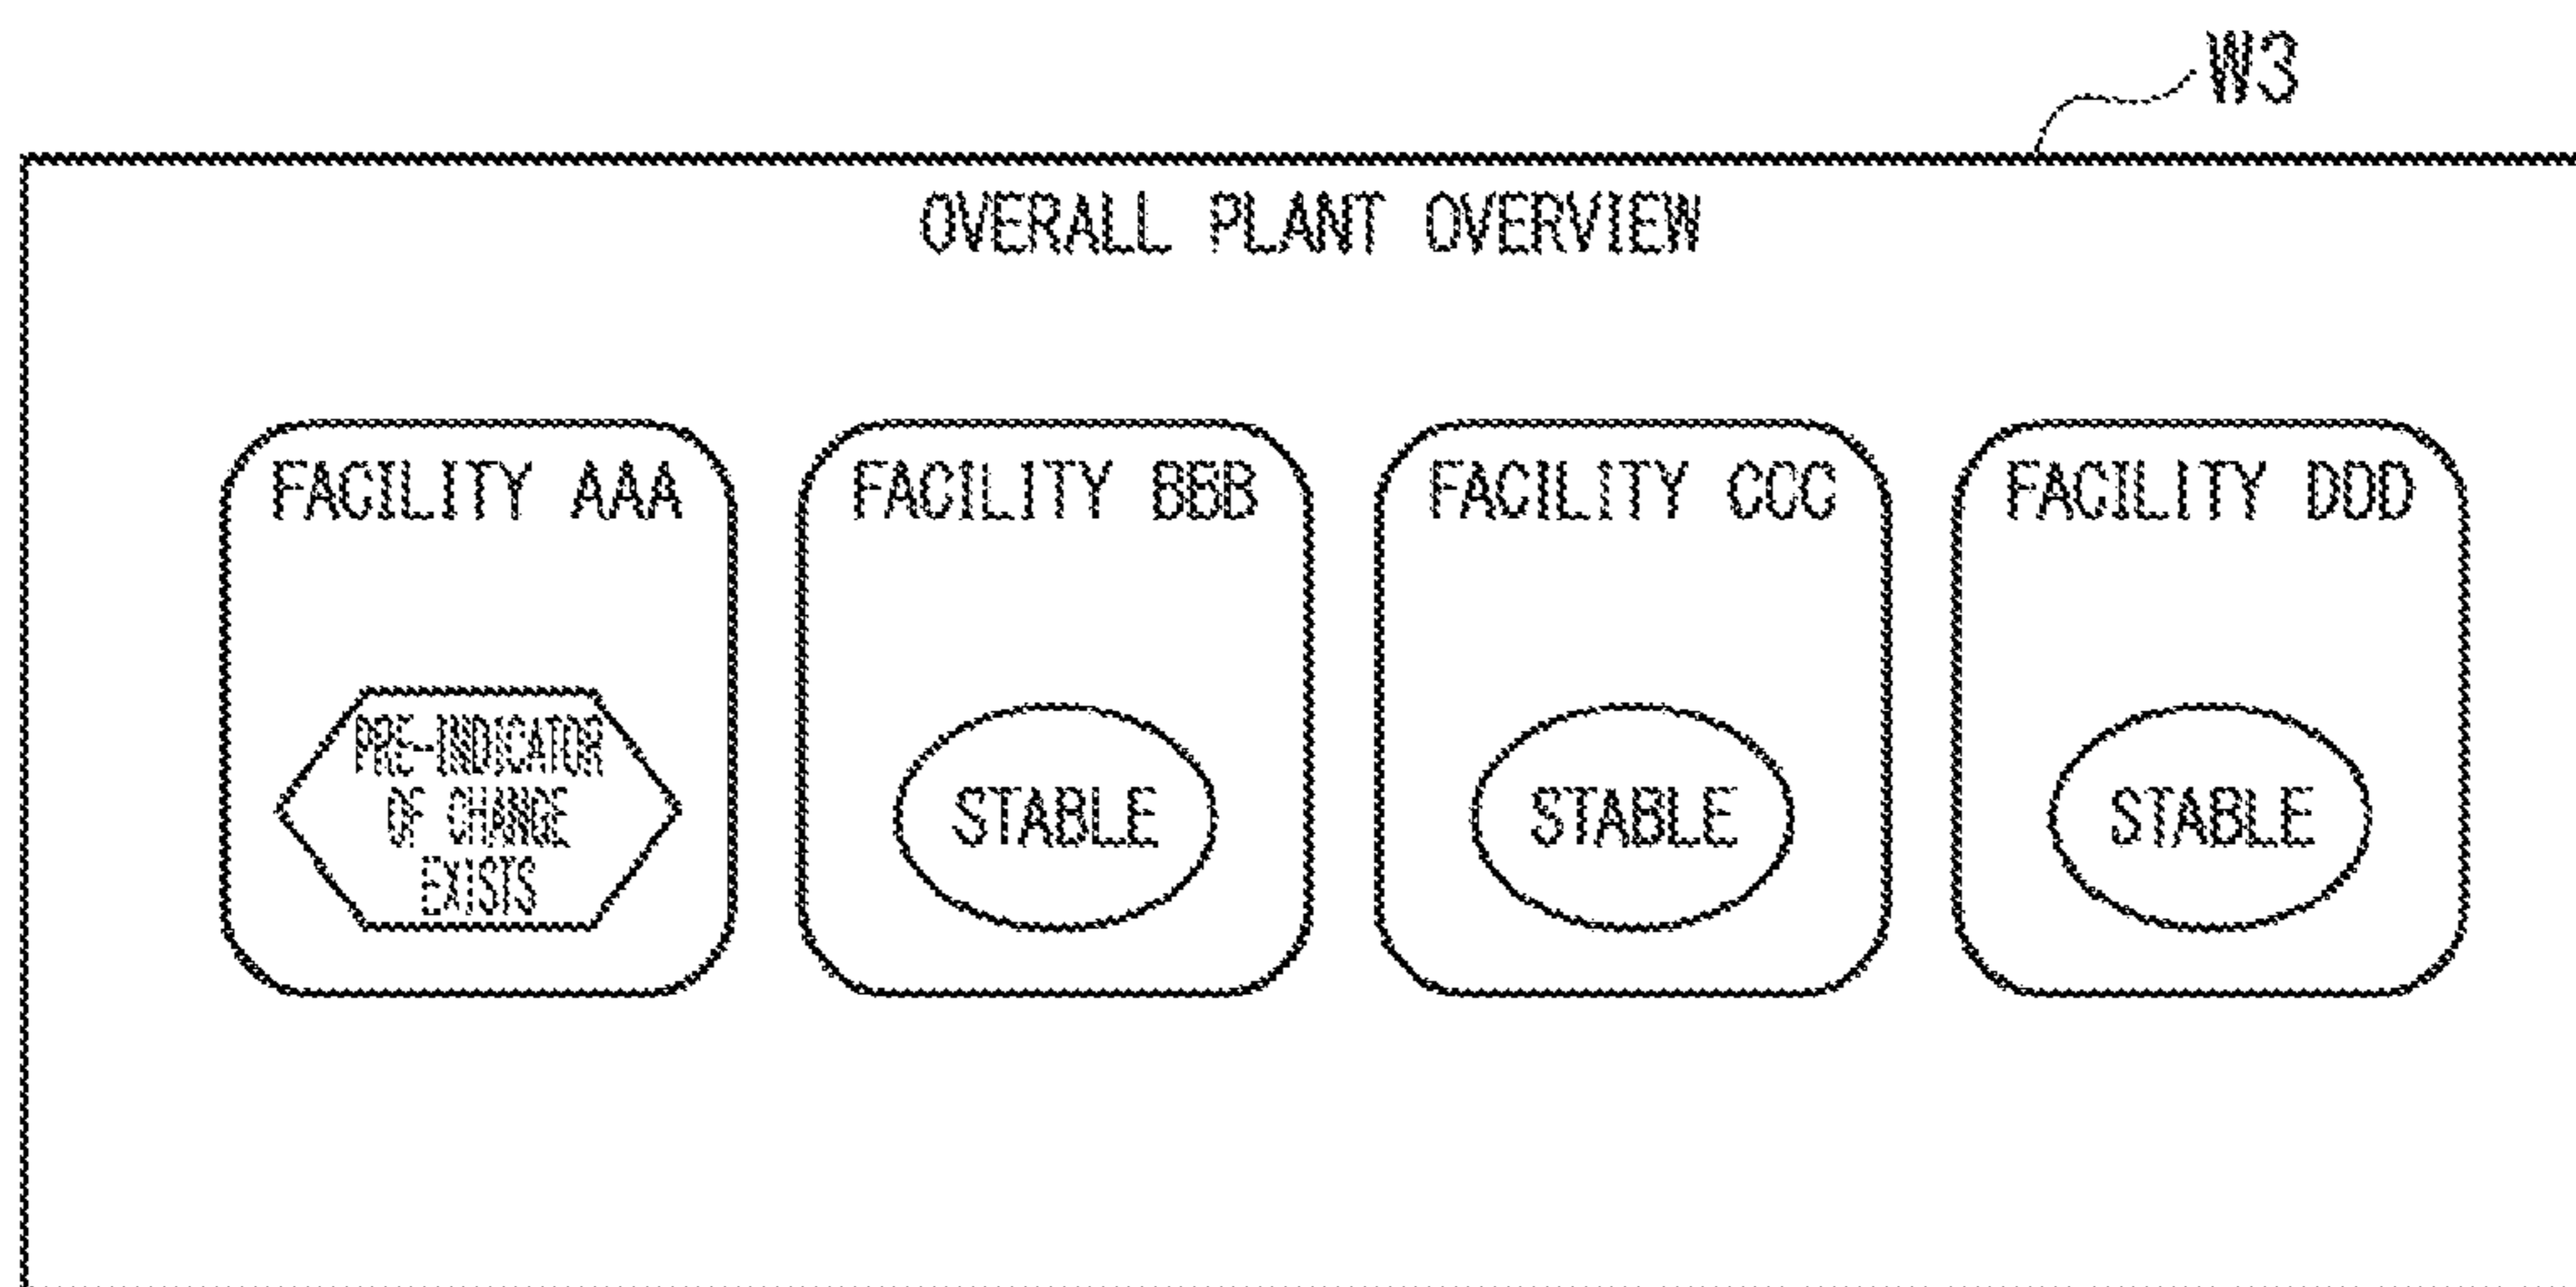 W3
OVERALL PLANT OVERVIEW
FACILITY AAA
PRE-INDICATOR
OF CHANGE
EXISTS
FACILITY BBB
STABLE
FACILITY CCC
STABLE
FACILITY DDD
STABLE